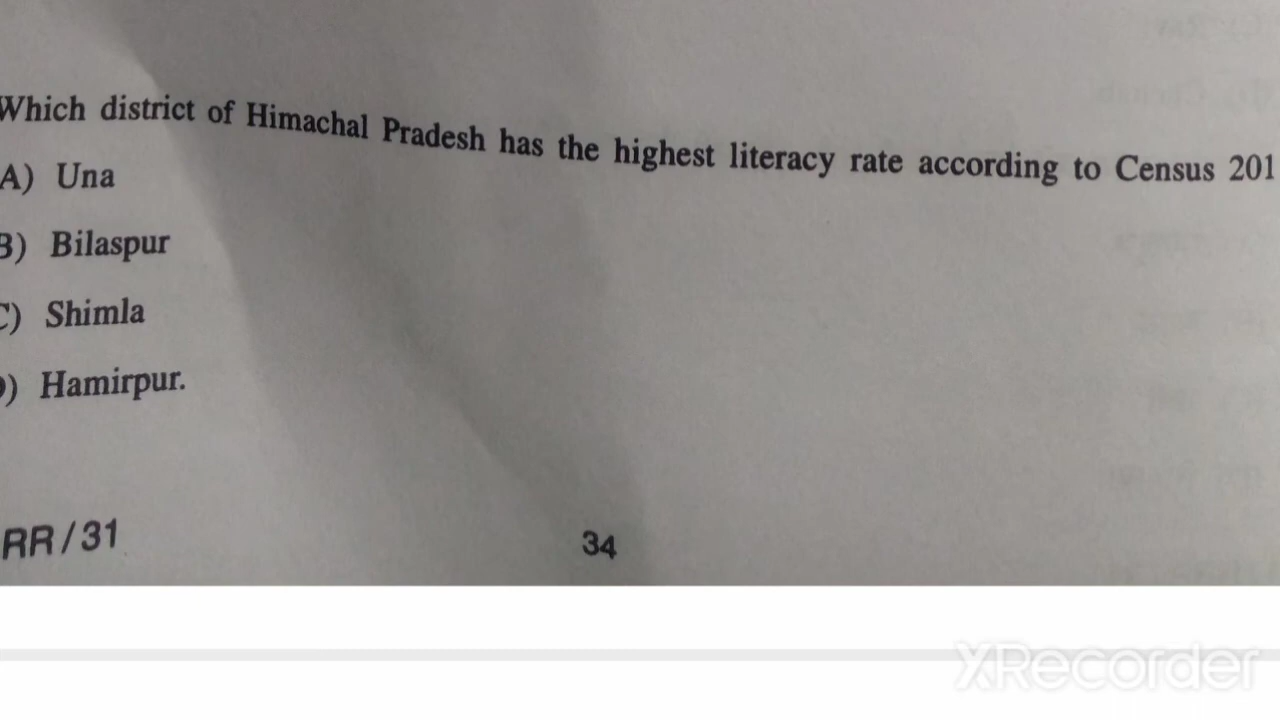 Which district of Himachal Pradesh has the highest literacy rate according to Census 201
A) Una
B) Bilaspur
C) Shimla
D) Hamirpur.
RR/31
34
XRecorder